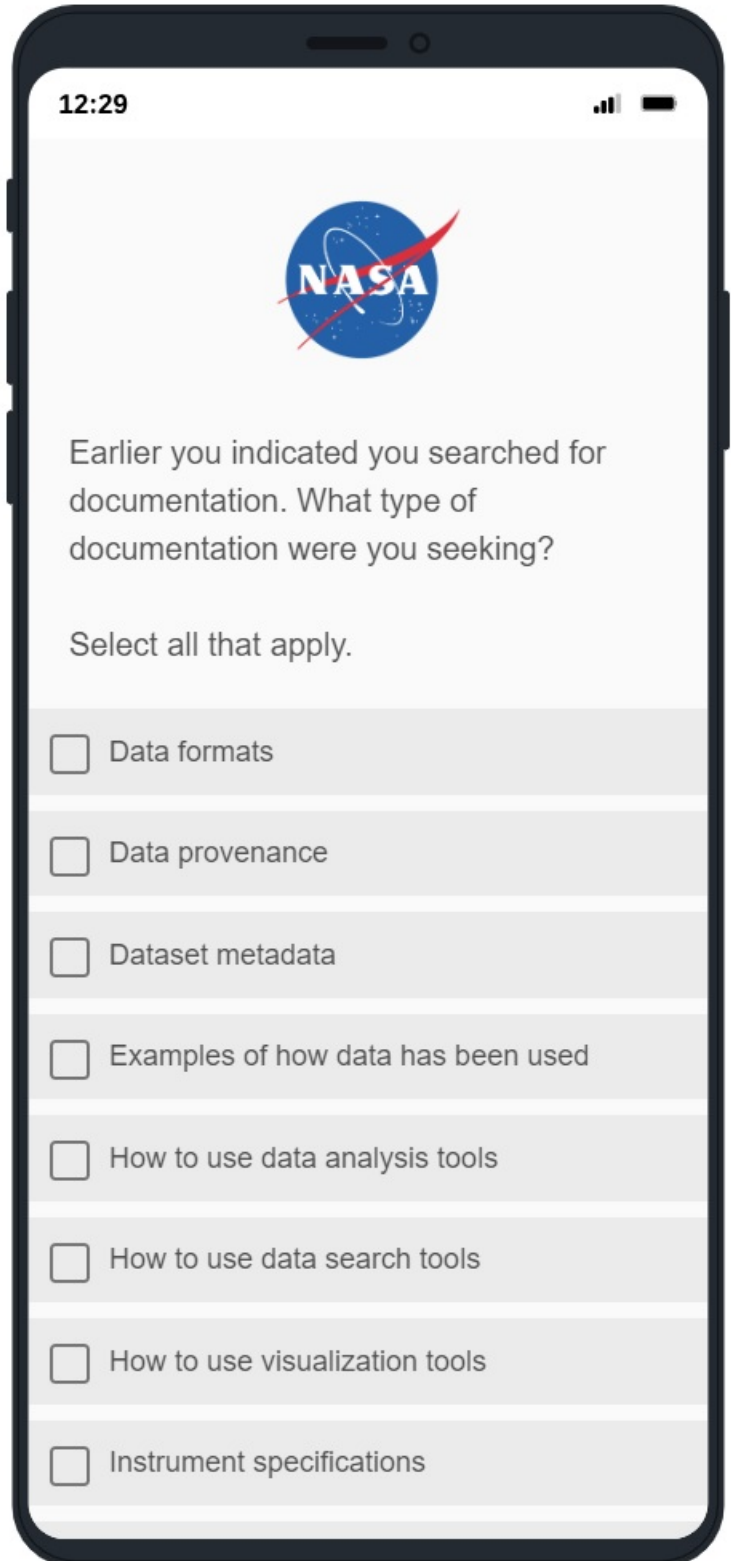 12:29
NASA
Earlier you indicated you searched for
documentation. What type of
documentation were you seeking?
Select all that apply.
Data formats
Data provenance
Dataset metadata
Examples of how data has been used
How to use data analysis tools
How to use data search tools
How to use visualization tools
Instrument specifications